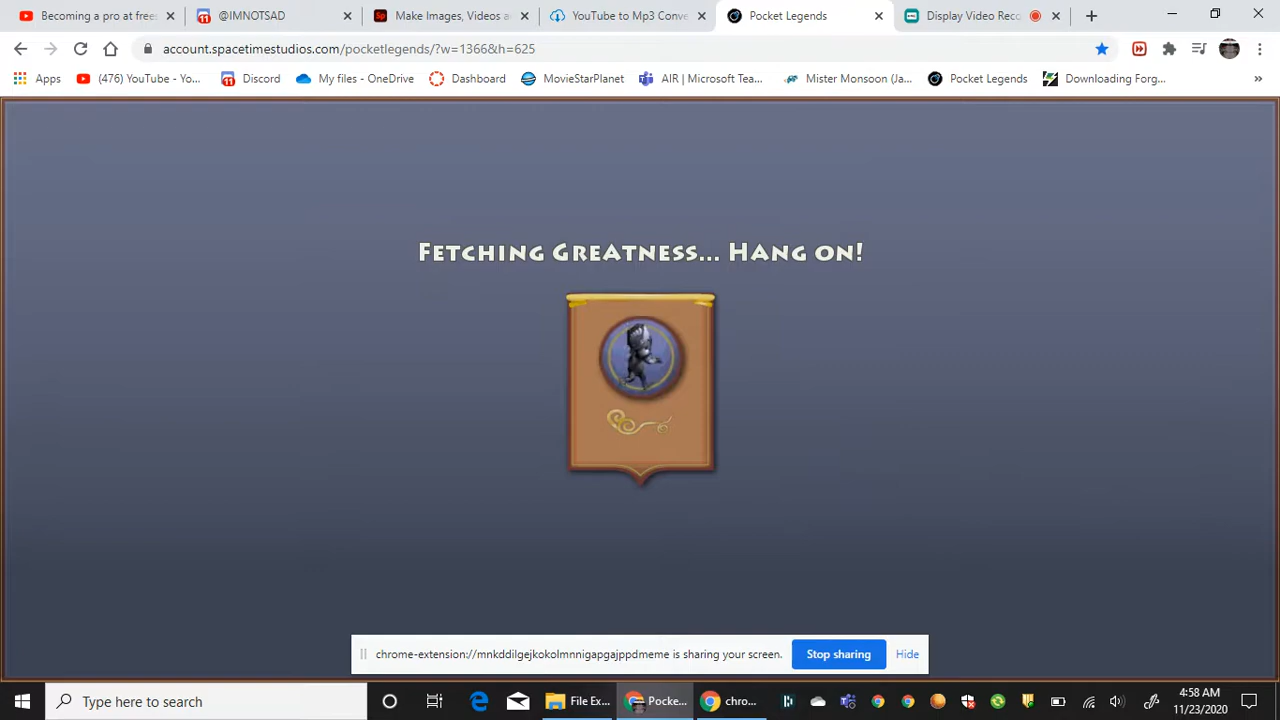 Becoming a pro at frees
@IMNOTSAD
Make Images, Videos a
YouTube to Mp3 Conve
Pocket Legends
Display Video Reco
account.spacetimestudios.com/pocketlegends/?w=1366&h=625
Apps
(476) YouTube - Yo...
Discord
My files - OneDrive
Dashboard
MovieStarPlanet
AIR | Microsoft Tea...
Mister Monsoon (Ja...
Pocket Legends
Downloading Forg...
Fetching Greatness... Hang on!
chrome-extension://mnkddilgejkokolmnnigapgajppdmeme is sharing your screen.
Stop sharing
Hide
Type here to search
File Ex...
Pocke...
chro...
4:58 AM
11/23/2020